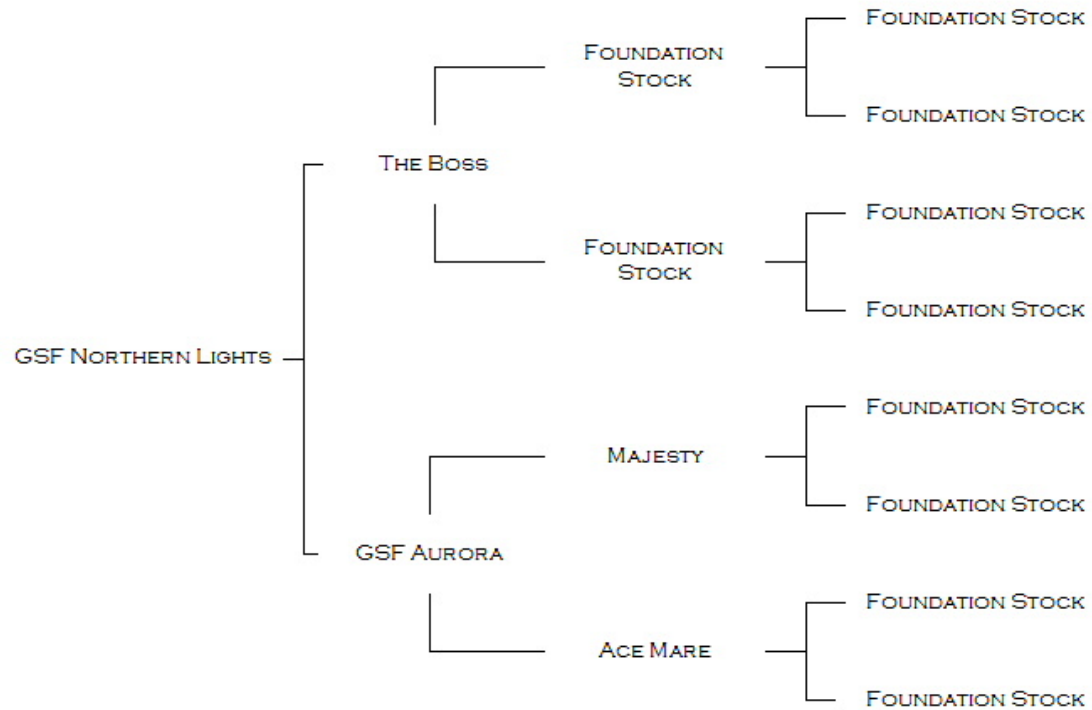 Foundation Stock
Foundation
Stock
Foundation Stock
The Boss
Foundation Stock
Foundation
Stock
Foundation Stock
GSF Northern Lights
Foundation Stock
Majesty
Foundation Stock
GSF Aurora
Foundation Stock
Ace Mare
Foundation Stock